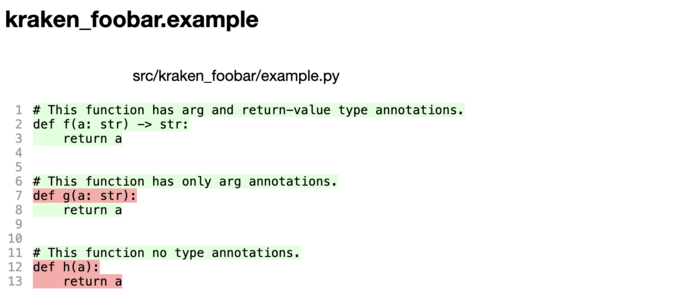 kraken_foobar.example
src/kraken_foobar/example.py
1 # This function has arg and return-value type annotations.
2 def f(a: str) -> str:
3     return a
4
5
6 # This function has only arg annotations.
7 def g(a: str):
8     return a
9
10
11 # This function no type annotations.
12 def h(a):
13     return a